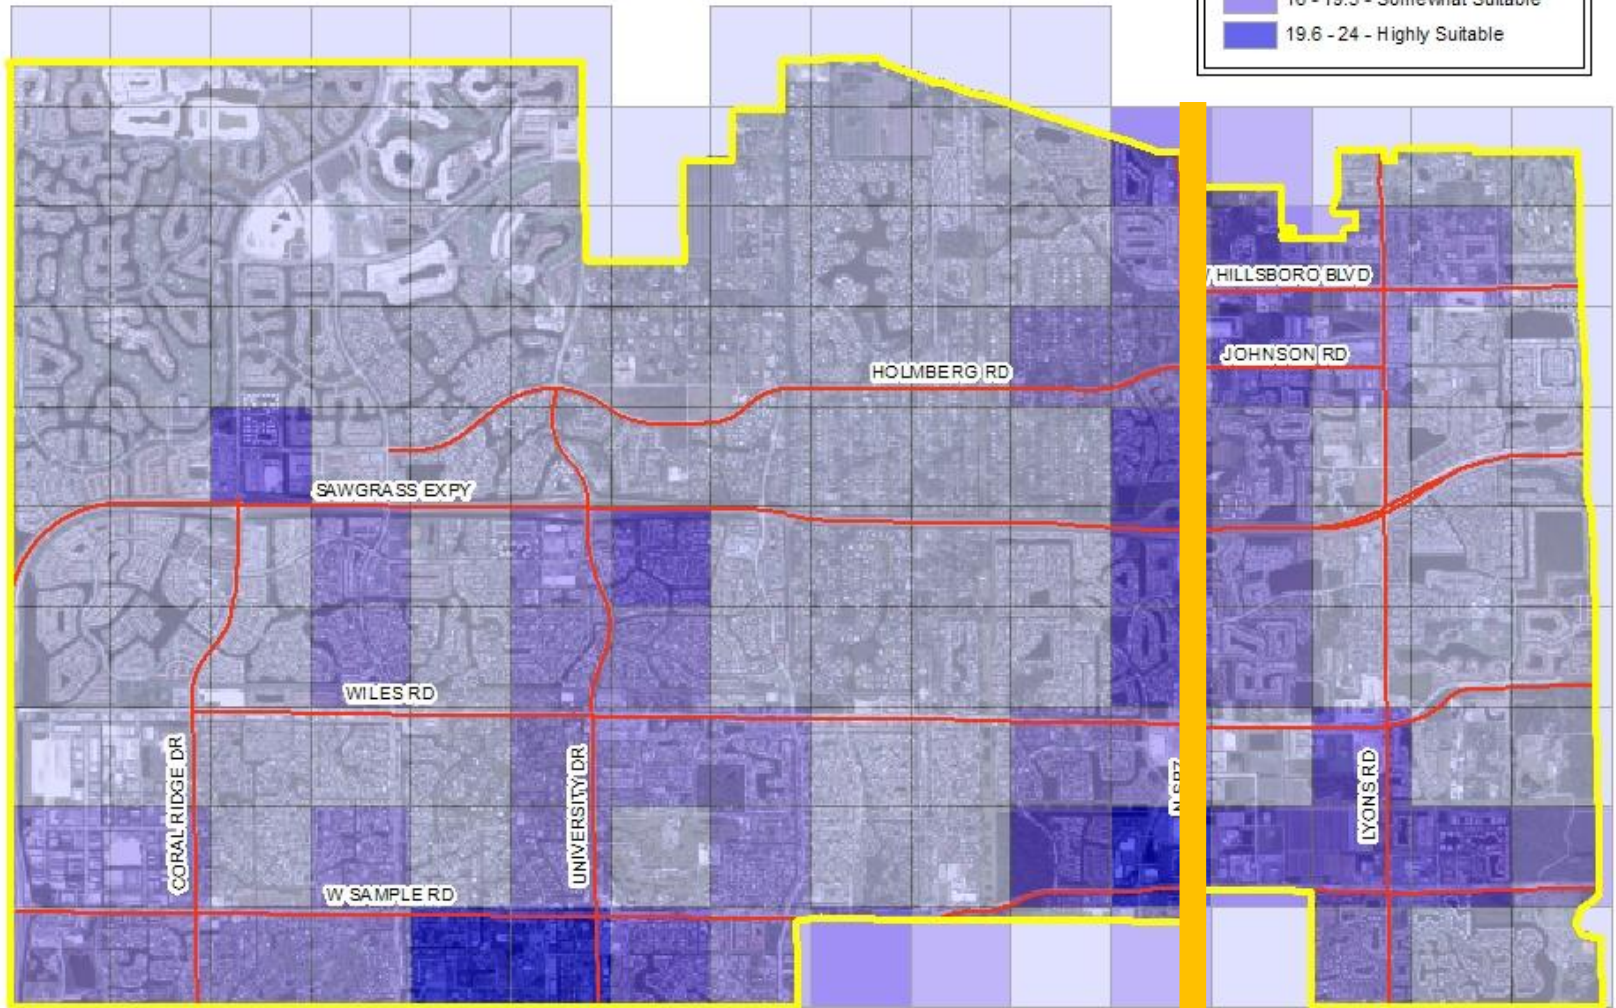 19.6 - 24 - Highly Suitable
HILLSBORO BLVD
JOHNSON RD
HOLMBERG RD
SAWGRASS EXPY
WILES RD
CORAL RIDGE DR
UNIVERSITY DR
LYONS RD
W SAMPLE RD